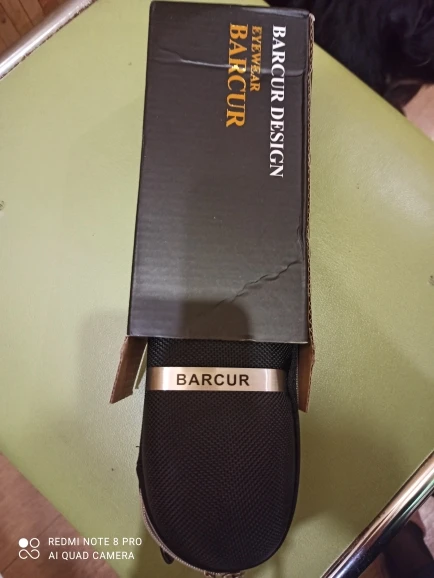 BARCUR DESIGN
EYEWEAR
BARCUR
BARCUR
REDMI NOTE 8 PRO
AI QUAD CAMERA